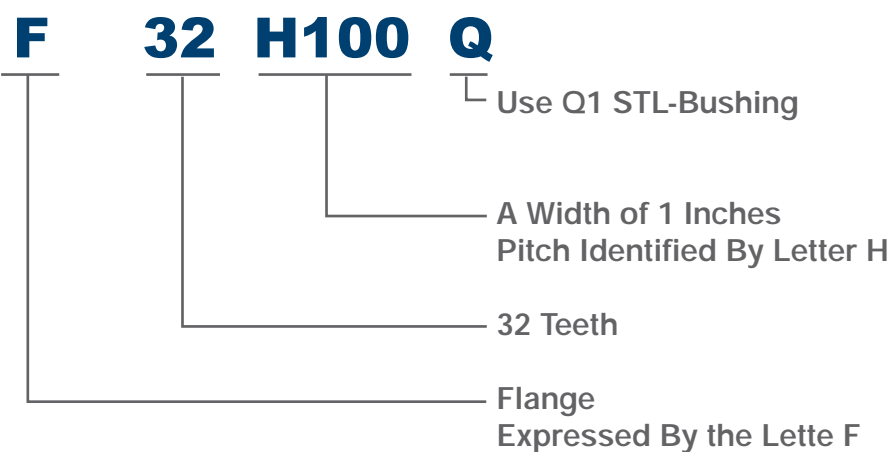 F 32 H100 Q
Use Q1 STL-Bushing
A Width of 1 Inches
Pitch Identified By Letter H
32 Teeth
Flange
Expressed By the Lette F